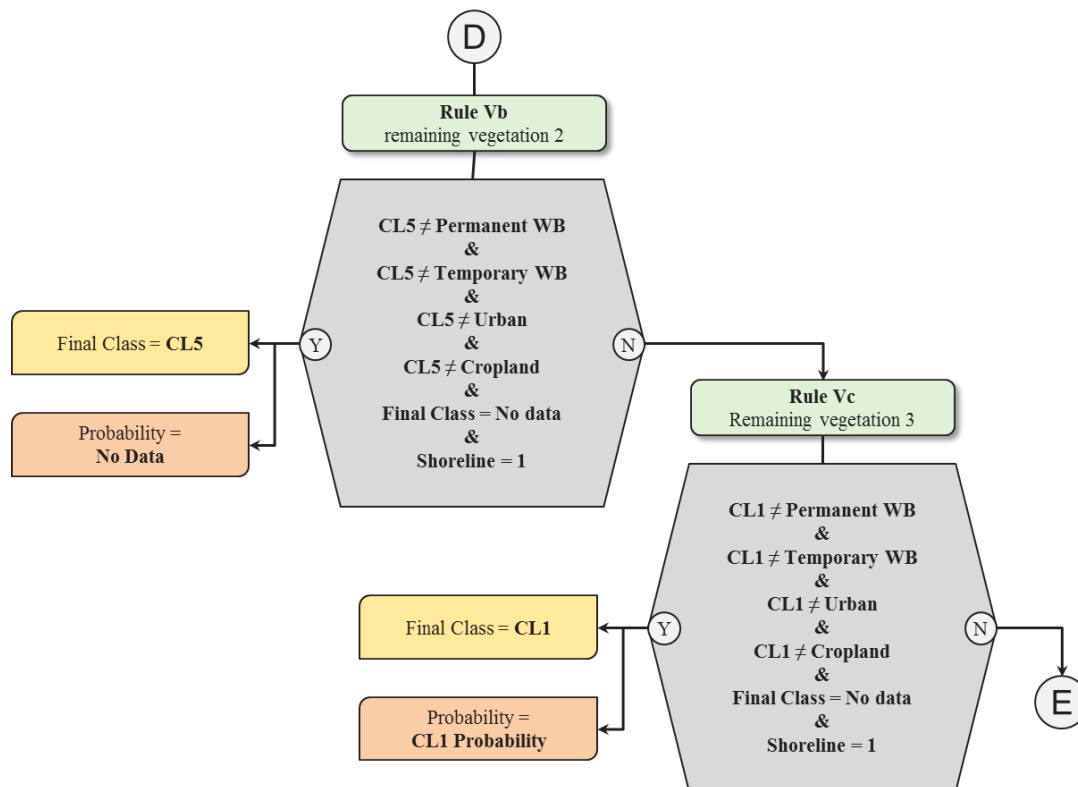 D
Rule Vb
remaining vegetation 2
CL5 ≠ Permanent WB
&
CL5 ≠ Temporary WB
&
CL5 ≠ Urban
&
CL5 ≠ Cropland
&
Final Class = No data
&
Shoreline = 1
Y
N
Final Class = CL5
Probability =
No Data
Rule Vc
Remaining vegetation 3
CL1 ≠ Permanent WB
&
CL1 ≠ Temporary WB
&
CL1 ≠ Urban
&
CL1 ≠ Cropland
&
Final Class = No data
&
Shoreline = 1
Y
N
Final Class = CL1
Probability =
CL1 Probability
E